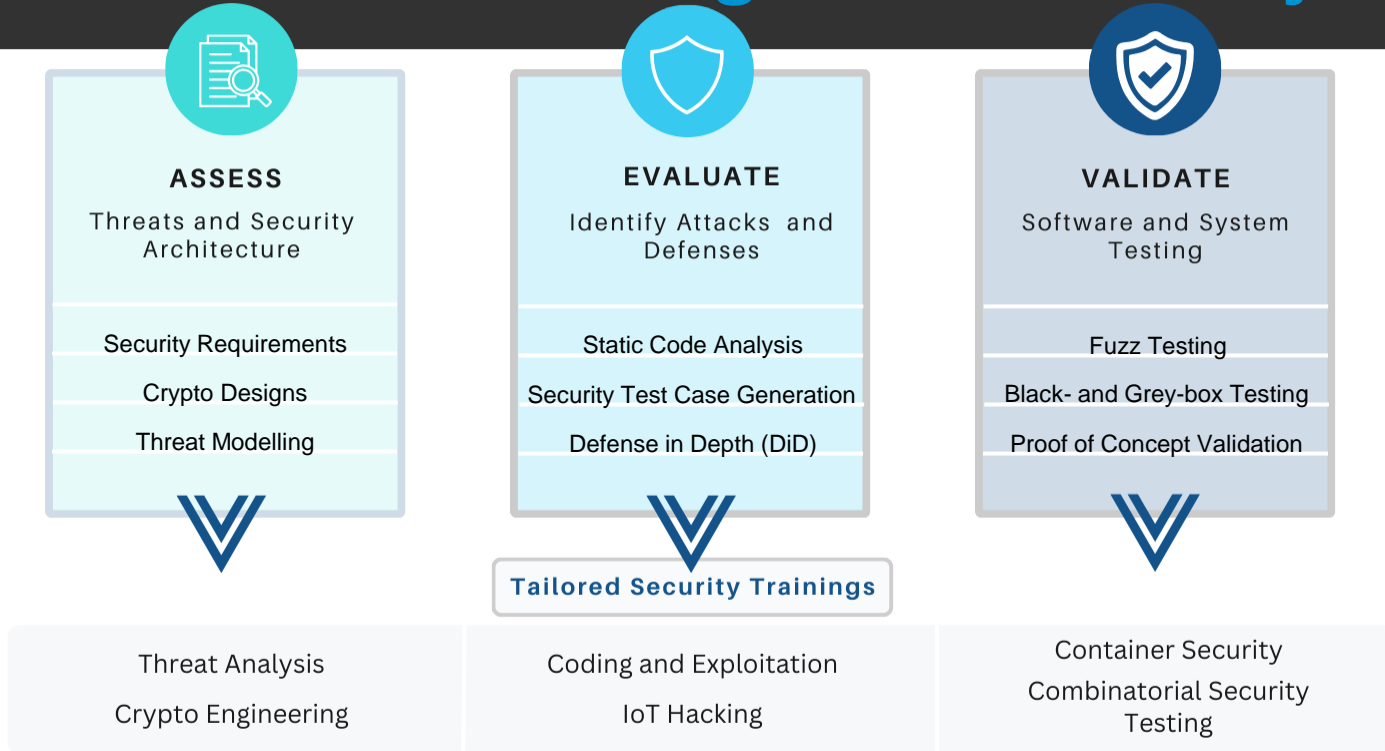 ASSESS
Threats and Security
Architecture
Security Requirements
Crypto Designs
Threat Modelling
EVALUATE
Identify Attacks and
Defenses
Static Code Analysis
Security Test Case Generation
Defense in Depth (DiD)
VALIDATE
Software and System
Testing
Fuzz Testing
Black- and Grey-box Testing
Proof of Concept Validation
Tailored Security Trainings
Threat Analysis
Crypto Engineering
Coding and Exploitation
IoT Hacking
Container Security
Combinatorial Security
Testing